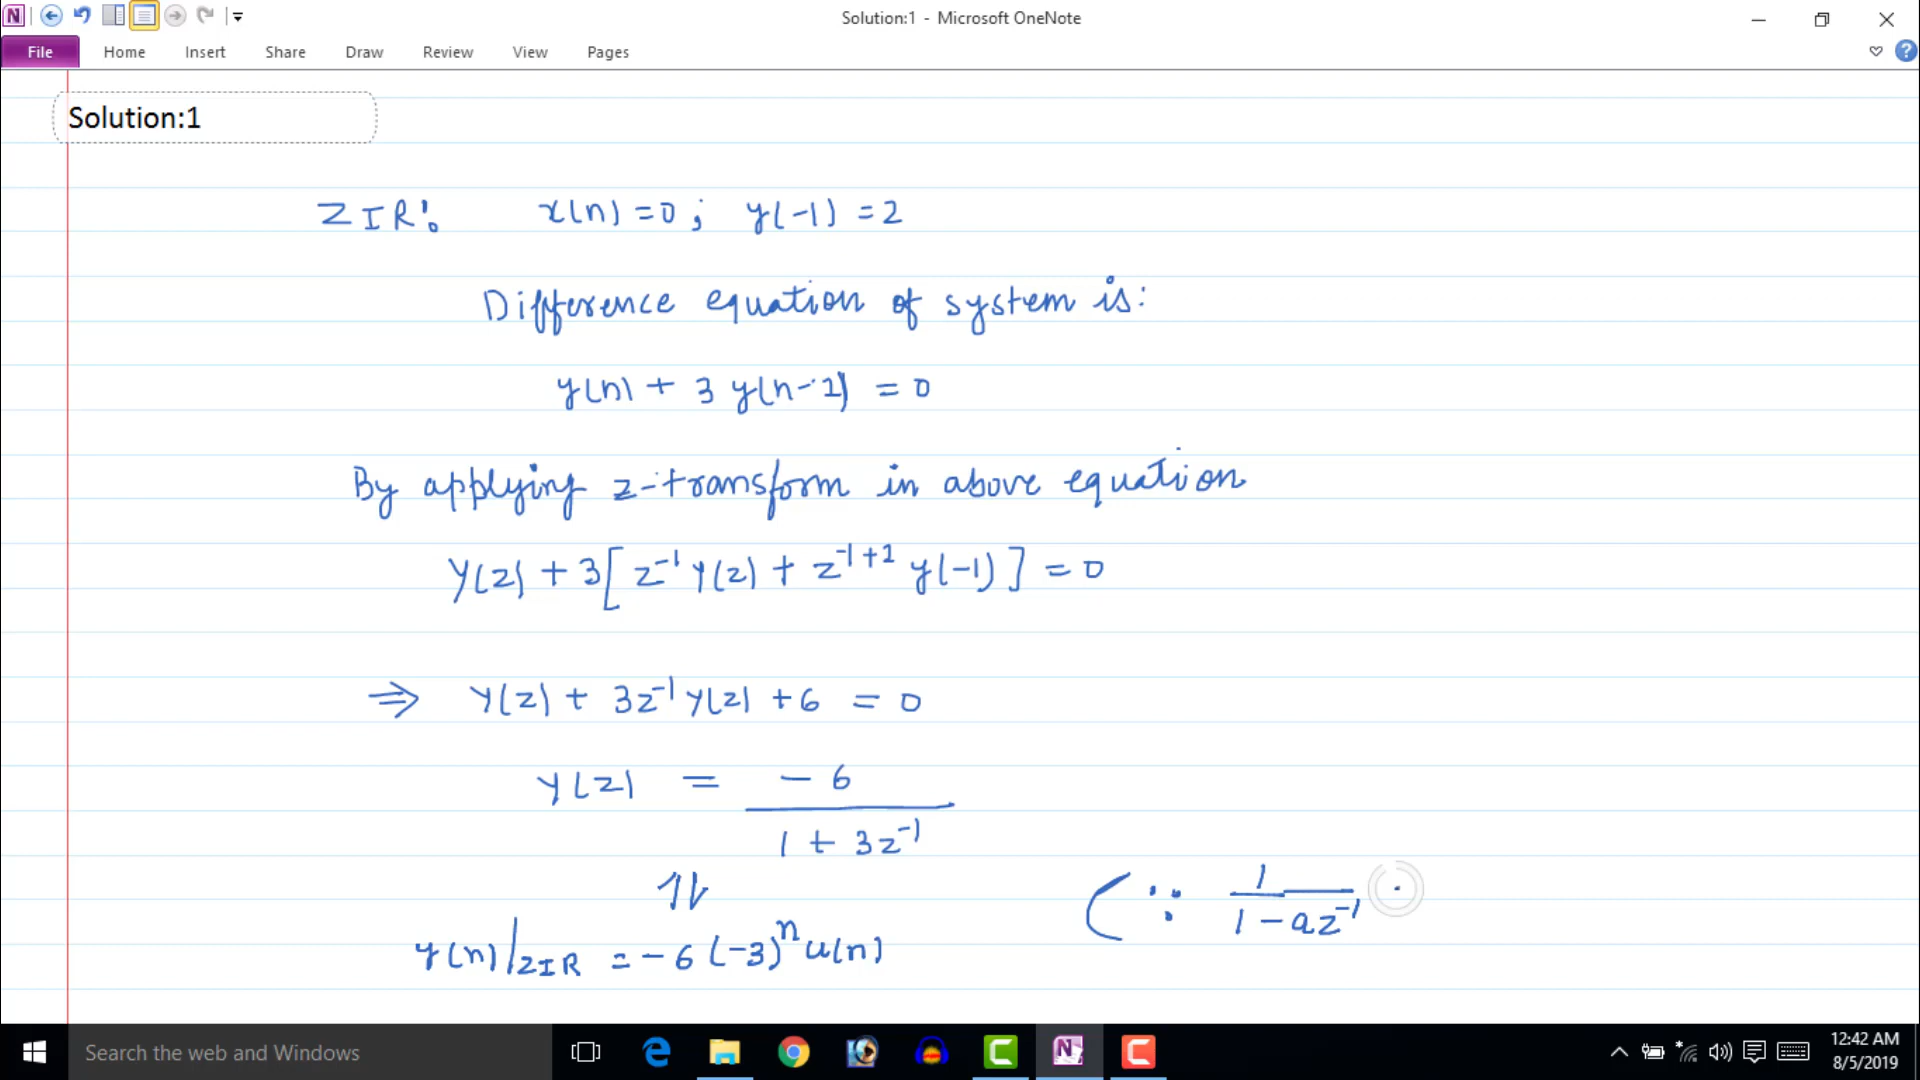 Solution:1 - Microsoft OneNote
File Home Insert Share Draw Review View Pages
Solution:1
ZIR: x(n) = 0 ; y(-1) = 2
Difference equation of system is:
y(n) + 3 y(n-1) = 0
By applying z-transform in above equation
Y(z) + 3[ z⁻¹ Y(z) + z⁻¹⁺¹ y(-1) ] = 0
⇒ Y(z) + 3z⁻¹ Y(z) + 6 = 0
Y(z) = -6 / (1 + 3z⁻¹)
⇅
y(n)|ZIR = -6 (-3)ⁿ u(n)
( ∵ 1 / (1 - az⁻¹)
Search the web and Windows
12:42 AM
8/5/2019